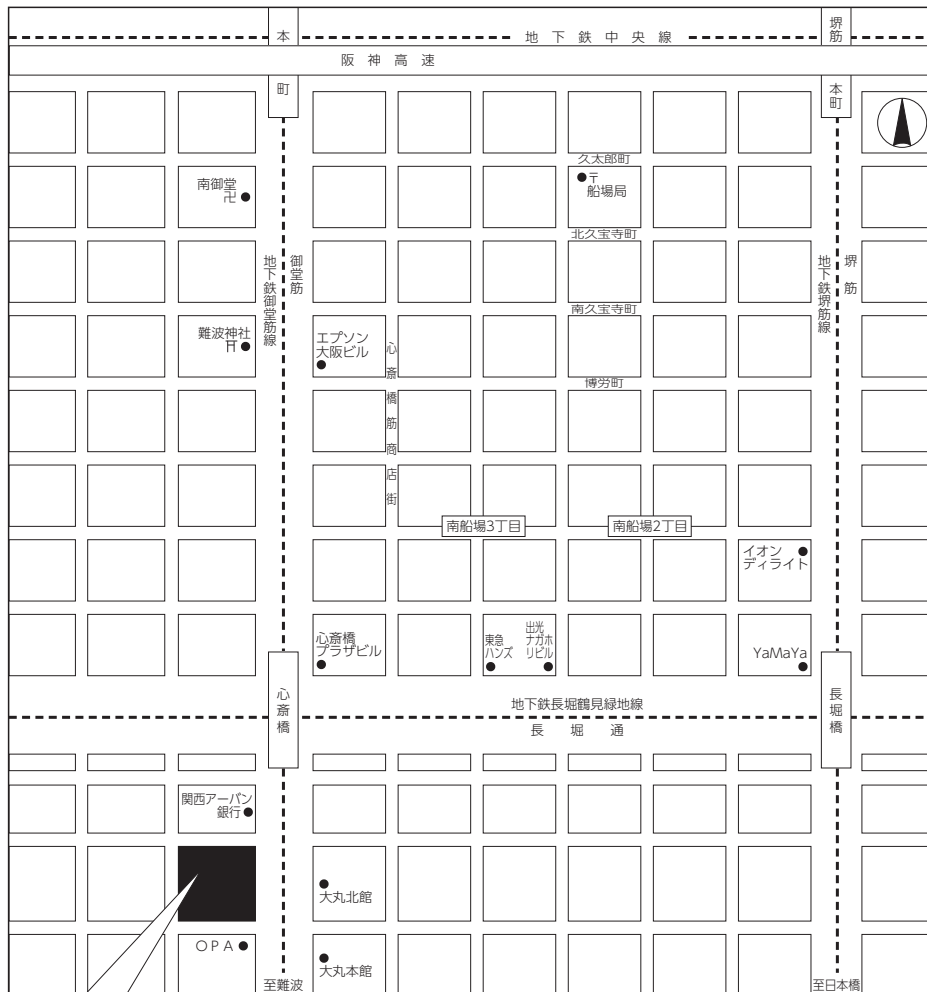 本
町
地下鉄中央線
堺筋
本町
阪神高速
久太郎町
〒
船場局
南御堂
卍
北久宝寺町
地下鉄御堂筋線
御堂筋
地下鉄堺筋線
堺筋
南久宝寺町
難波神社
エプソン
大阪ビル
心斎橋筋商店街
博労町
南船場3丁目
南船場2丁目
イオン
ディライト
心斎橋
プラザビル
東急
ハンズ
出光
ナガホ
リビル
YaMaYa
心斎橋
地下鉄長堀鶴見緑地線
長堀通
長堀橋
関西アーバン
銀行
大丸北館
OPA
大丸本館
至難波
至日本橋